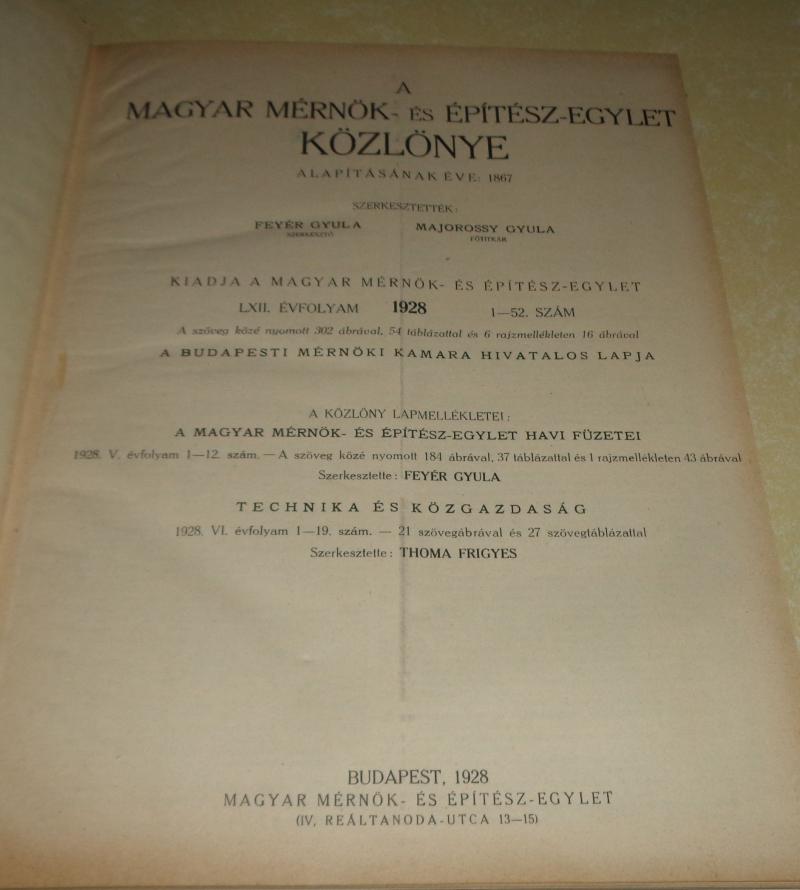 A
MAGYAR MÉRNÖK- ÉS ÉPÍTÉSZ-EGYLET
KÖZLÖNYE
ALAPÍTÁSÁNAK ÉVE: 1867
SZERKESZTETTÉK:
FEYÉR GYULA MAJOROSSY GYULA
SZERKESZTŐ FŐTITKÁR
KIADJA A MAGYAR MÉRNÖK- ÉS ÉPÍTÉSZ-EGYLET
LXII. ÉVFOLYAM 1928 1—52. SZÁM
A szöveg közé nyomott 302 ábrával, 54 táblázattal és 6 rajzmellékleten 16 ábrával
A BUDAPESTI MÉRNÖKI KAMARA HIVATALOS LAPJA
A KÖZLÖNY LAPMELLÉKLETEI:
A MAGYAR MÉRNÖK- ÉS ÉPÍTÉSZ-EGYLET HAVI FÜZETEI
1928. V. évfolyam 1—12. szám. — A szöveg közé nyomott 184 ábrával, 37 táblázattal és 1 rajzmellékleten 43 ábrával
Szerkesztette: FEYÉR GYULA
TECHNIKA ÉS KÖZGAZDASÁG
1928. VI. évfolyam 1—19. szám. — 21 szövegábrával és 27 szövegtáblázattal
Szerkesztette: THOMA FRIGYES
BUDAPEST, 1928
MAGYAR MÉRNÖK- ÉS ÉPÍTÉSZ-EGYLET
(IV, REÁLTANODA-UTCA 13—15)